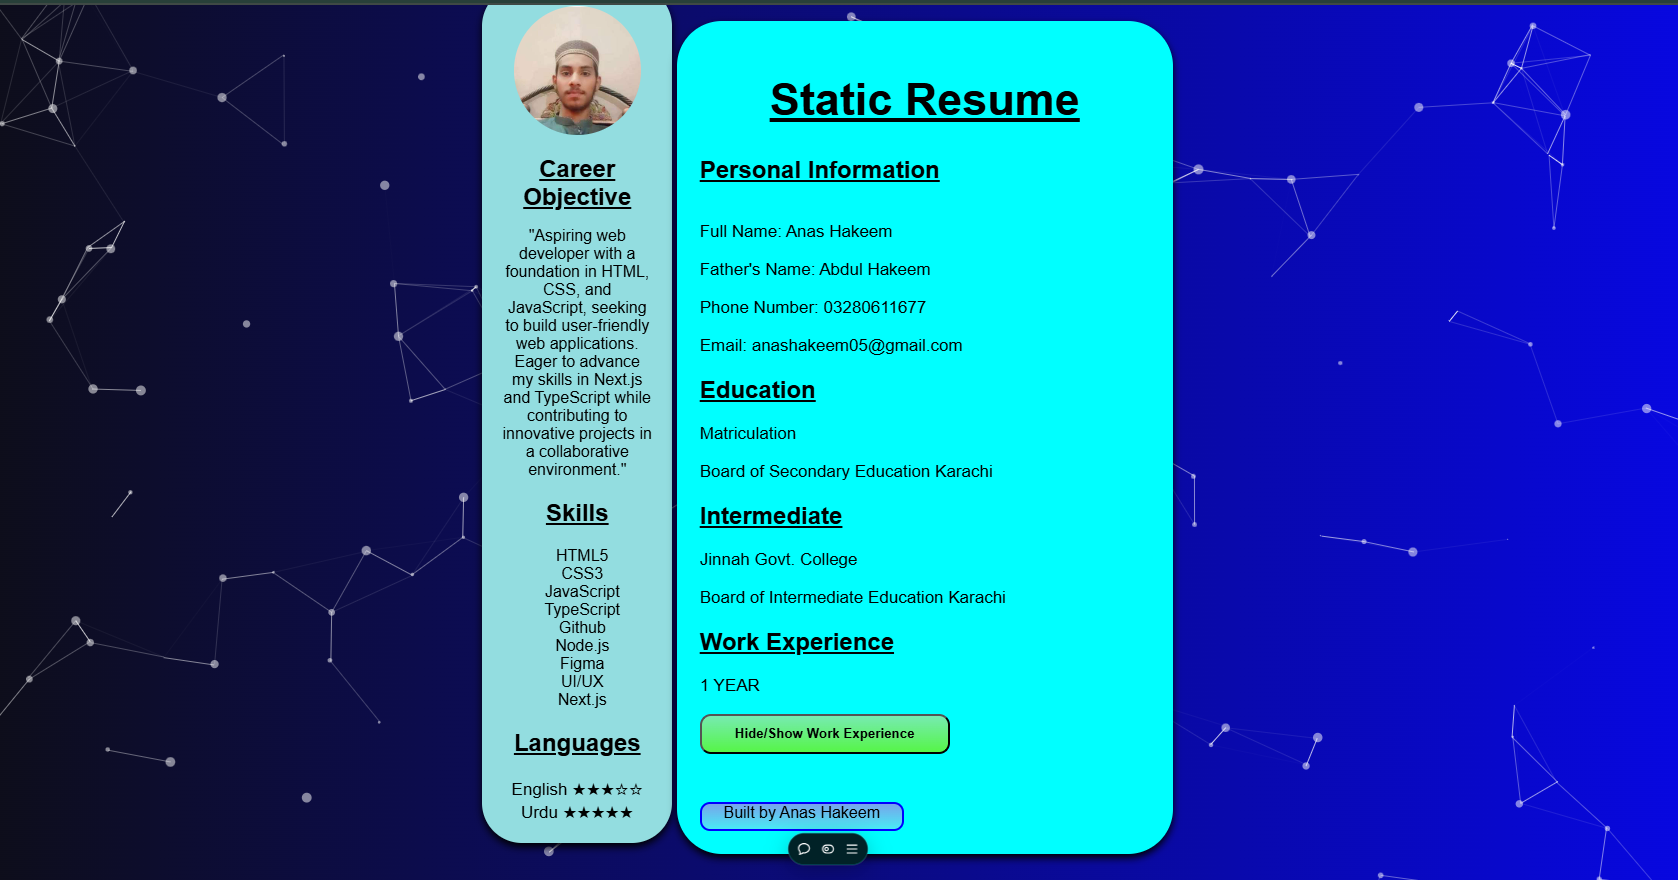 Career
Objective
"Aspiring web
developer with a
foundation in HTML,
CSS, and
JavaScript, seeking
to build user-friendly
web applications.
Eager to advance
my skills in Next.js
and TypeScript while
contributing to
innovative projects in
a collaborative
environment."
Skills
HTML5
CSS3
JavaScript
TypeScript
Github
Node.js
Figma
UI/UX
Next.js
Languages
English ★★★☆☆
Urdu ★★★★★
Static Resume
Personal Information
Full Name: Anas Hakeem
Father's Name: Abdul Hakeem
Phone Number: 03280611677
Email: anashakeem05@gmail.com
Education
Matriculation
Board of Secondary Education Karachi
Intermediate
Jinnah Govt. College
Board of Intermediate Education Karachi
Work Experience
1 YEAR
Hide/Show Work Experience
Built by Anas Hakeem